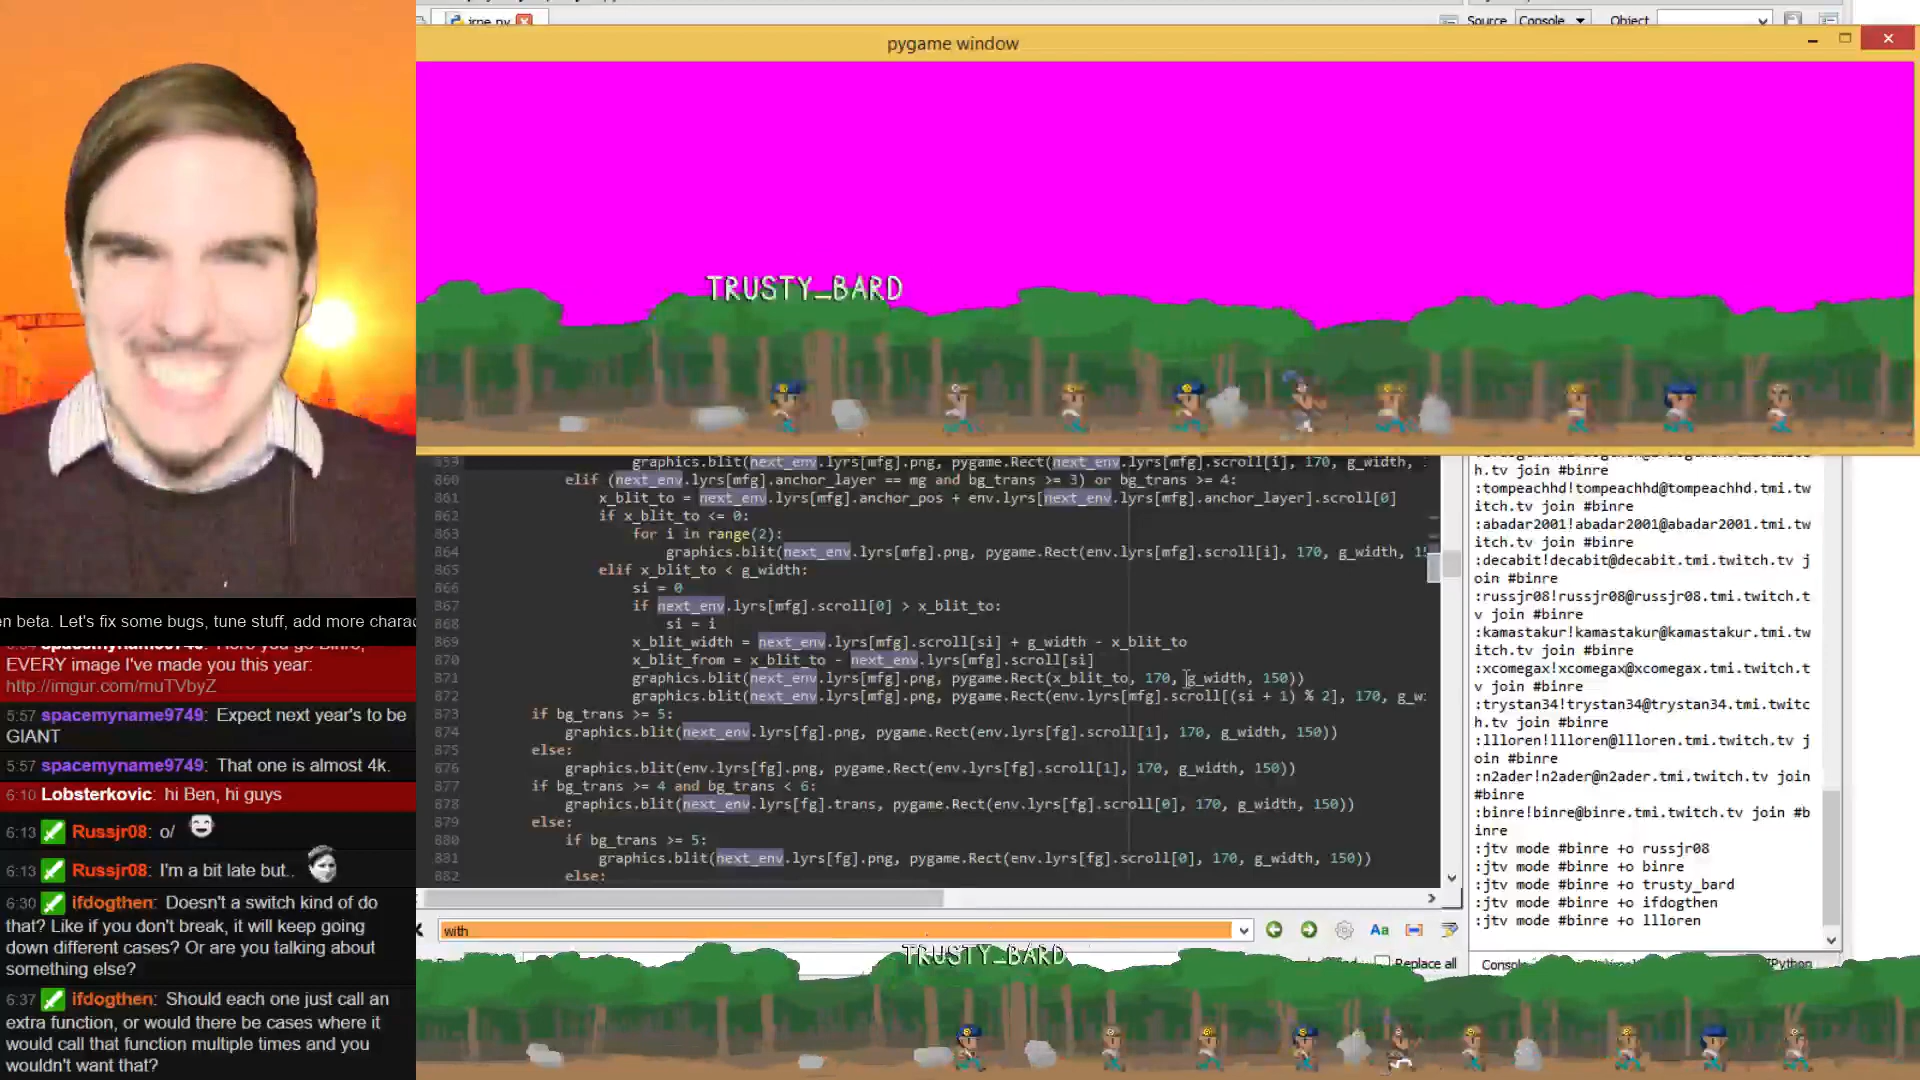 irne.py
Source Console Object
pygame window
TRUSTY_BARD
859 graphics.blit(next_env.lyrs[mfg].png, pygame.Rect(next_env.lyrs[mfg].scroll[i], 170, g_width,
860 elif (next_env.lyrs[mfg].anchor_layer == mg and bg_trans >= 3) or bg_trans >= 4:
861 x_blit_to = next_env.lyrs[mfg].anchor_pos + env.lyrs[next_env.lyrs[mfg].anchor_layer].scroll[0]
862 if x_blit_to <= 0:
863 for i in range(2):
864 graphics.blit(next_env.lyrs[mfg].png, pygame.Rect(env.lyrs[mfg].scroll[i], 170, g_width, 15
865 elif x_blit_to < g_width:
866 si = 0
867 if next_env.lyrs[mfg].scroll[0] > x_blit_to:
868 si = i
869 x_blit_width = next_env.lyrs[mfg].scroll[si] + g_width - x_blit_to
870 x_blit_from = x_blit_to - next_env.lyrs[mfg].scroll[si]
871 graphics.blit(next_env.lyrs[mfg].png, pygame.Rect(x_blit_to, 170, g_width, 150))
872 graphics.blit(next_env.lyrs[mfg].png, pygame.Rect(env.lyrs[mfg].scroll[(si + 1) % 2], 170, g_w
873 if bg_trans >= 5:
874 graphics.blit(next_env.lyrs[fg].png, pygame.Rect(env.lyrs[fg].scroll[1], 170, g_width, 150))
875 else:
876 graphics.blit(env.lyrs[fg].png, pygame.Rect(env.lyrs[fg].scroll[1], 170, g_width, 150))
877 if bg_trans >= 4 and bg_trans < 6:
878 graphics.blit(next_env.lyrs[fg].trans, pygame.Rect(env.lyrs[fg].scroll[0], 170, g_width, 150))
879 else:
880 if bg_trans >= 5:
881 graphics.blit(next_env.lyrs[fg].png, pygame.Rect(env.lyrs[fg].scroll[0], 170, g_width, 150))
882 else:
with
Aa
Replace all
TRUSTY_BARD
h.tv join #binre
:tompeachhd!tompeachhd@tompeachhd.tmi.tw
itch.tv join #binre
:abadar2001!abadar2001@abadar2001.tmi.tw
itch.tv join #binre
:decabit!decabit@decabit.tmi.twitch.tv j
oin #binre
:russjr08!russjr08@russjr08.tmi.twitch.t
v join #binre
:kamastakur!kamastakur@kamastakur.tmi.tw
itch.tv join #binre
:xcomegax!xcomegax@xcomegax.tmi.twitch.t
v join #binre
:trystan34!trystan34@trystan34.tmi.twitc
h.tv join #binre
:llloren!llloren@llloren.tmi.twitch.tv j
oin #binre
:n2ader!n2ader@n2ader.tmi.twitch.tv join
#binre
:binre!binre@binre.tmi.twitch.tv join #b
inre
:jtv mode #binre +o russjr08
:jtv mode #binre +o binre
:jtv mode #binre +o trusty_bard
:jtv mode #binre +o ifdogthen
:jtv mode #binre +o llloren
Console IPython
en beta. Let's fix some bugs, tune stuff, add more charac
EVERY image I've made you this year:
http://imgur.com/muTVbyZ
5:57 spacemyname9749: Expect next year's to be
GIANT
5:57 spacemyname9749: That one is almost 4k.
6:10 Lobsterkovic: hi Ben, hi guys
6:13 Russjr08: o/
6:13 Russjr08: I'm a bit late but..
6:30 ifdogthen: Doesn't a switch kind of do
that? Like if you don't break, it will keep going
down different cases? Or are you talking about
something else?
6:37 ifdogthen: Should each one just call an
extra function, or would there be cases where it
would call that function multiple times and you
wouldn't want that?